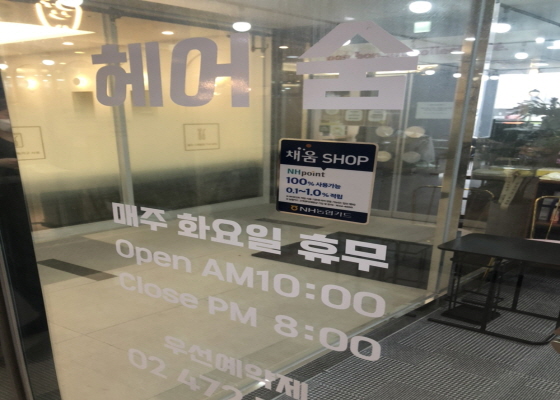 헤어 숨
채움 SHOP
NHpoint
100% 사용가능
0.1~1.0% 적립
NH농협카드
매주 화요일 휴무
Open AM10:00
Close PM 8:00
우선예약제
02 472